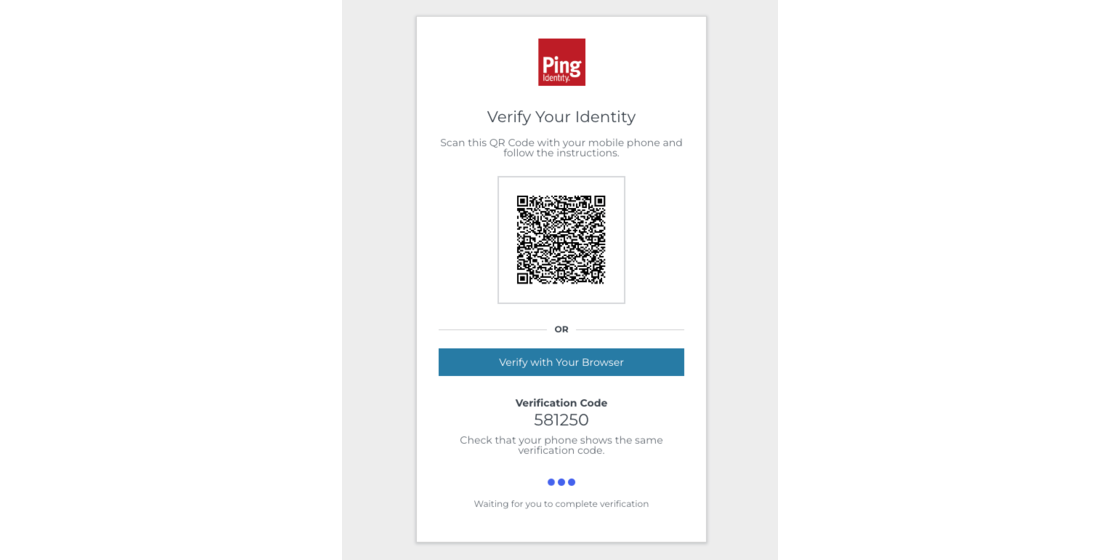 Ping
Identity.
Verify Your Identity
Scan this QR Code with your mobile phone and
follow the instructions.
OR
Verify with Your Browser
Verification Code
581250
Check that your phone shows the same
verification code.
Waiting for you to complete verification